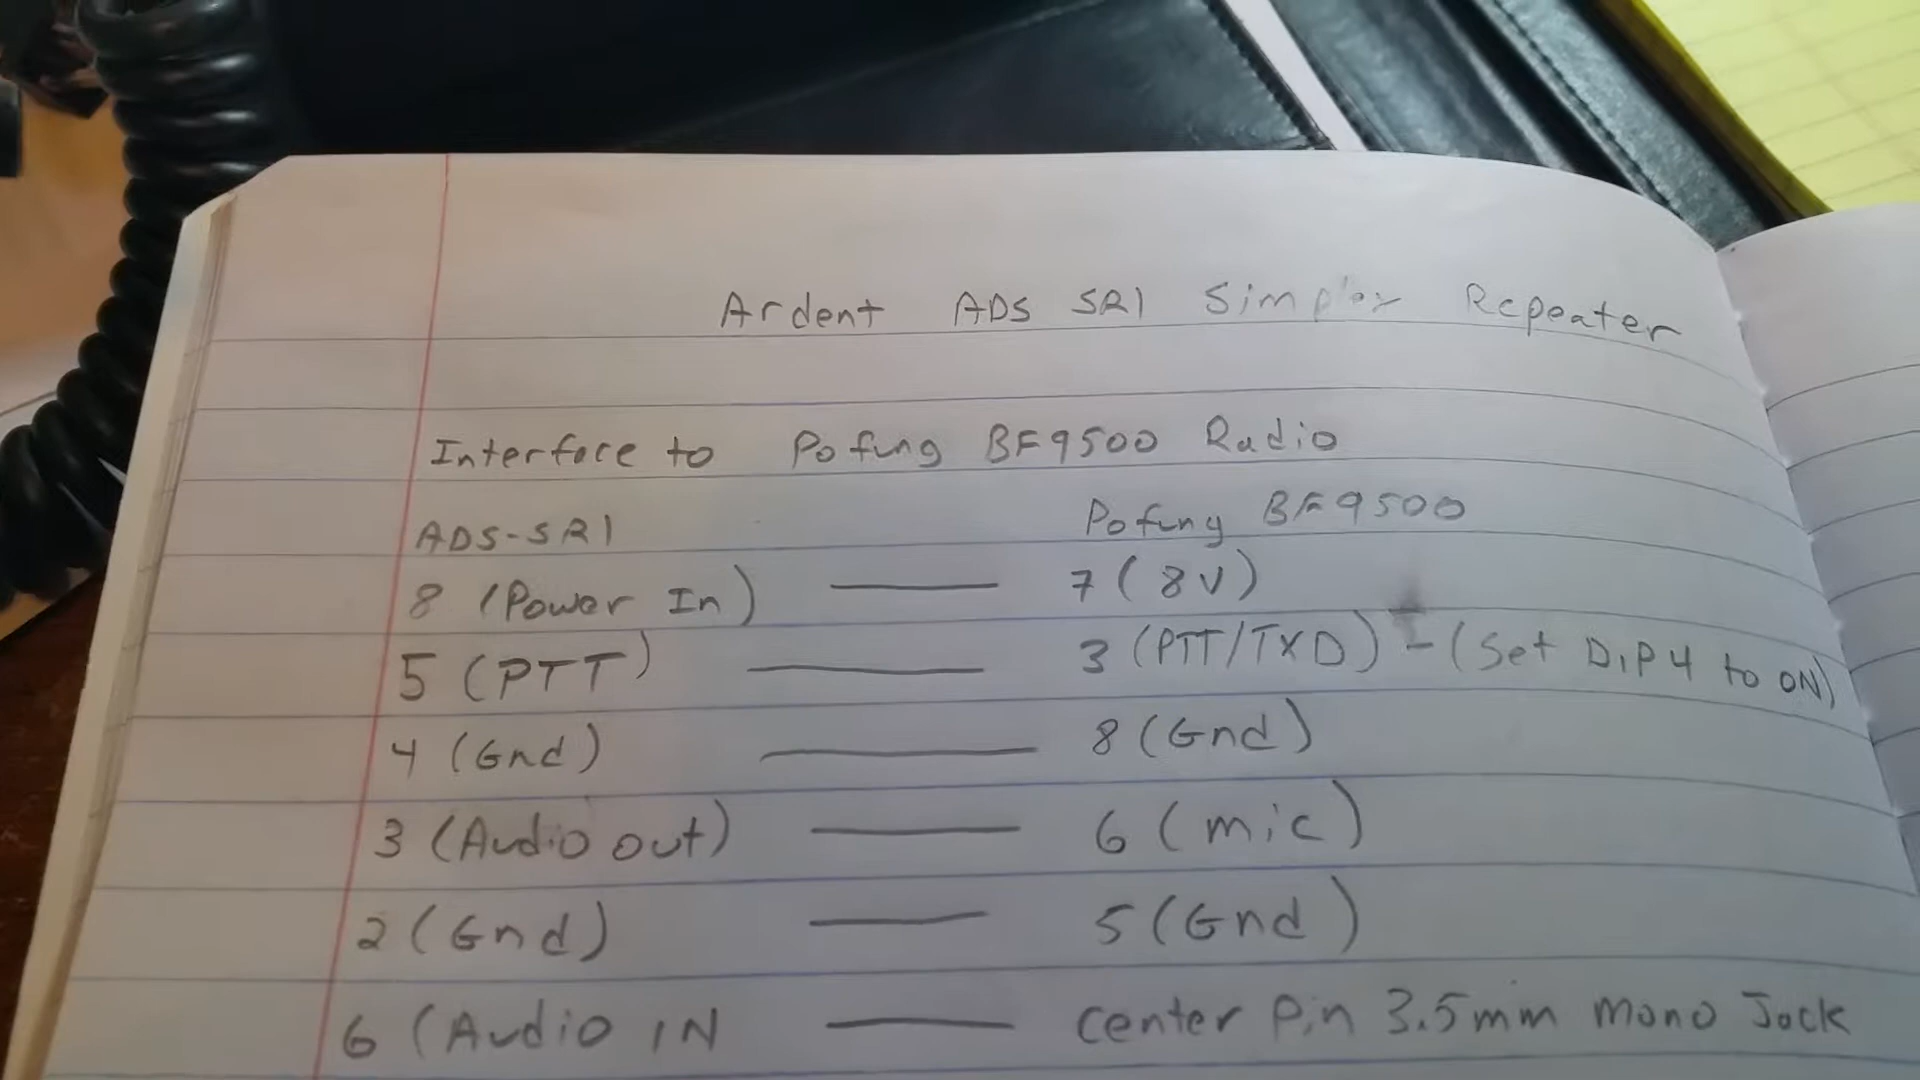 Ardent ADS SR1 Simplex Repeater
Interface to Pofung BF9500 Radio
ADS-SR1 Pofung BF9500
8 (Power In) — 7 (8V)
5 (PTT) — 3 (PTT/TXD) - (Set DIP4 to ON)
4 (Gnd) — 8 (Gnd)
3 (Audio out) — 6 (mic)
2 (Gnd) — 5 (Gnd)
6 (Audio IN — center Pin 3.5mm mono Jack